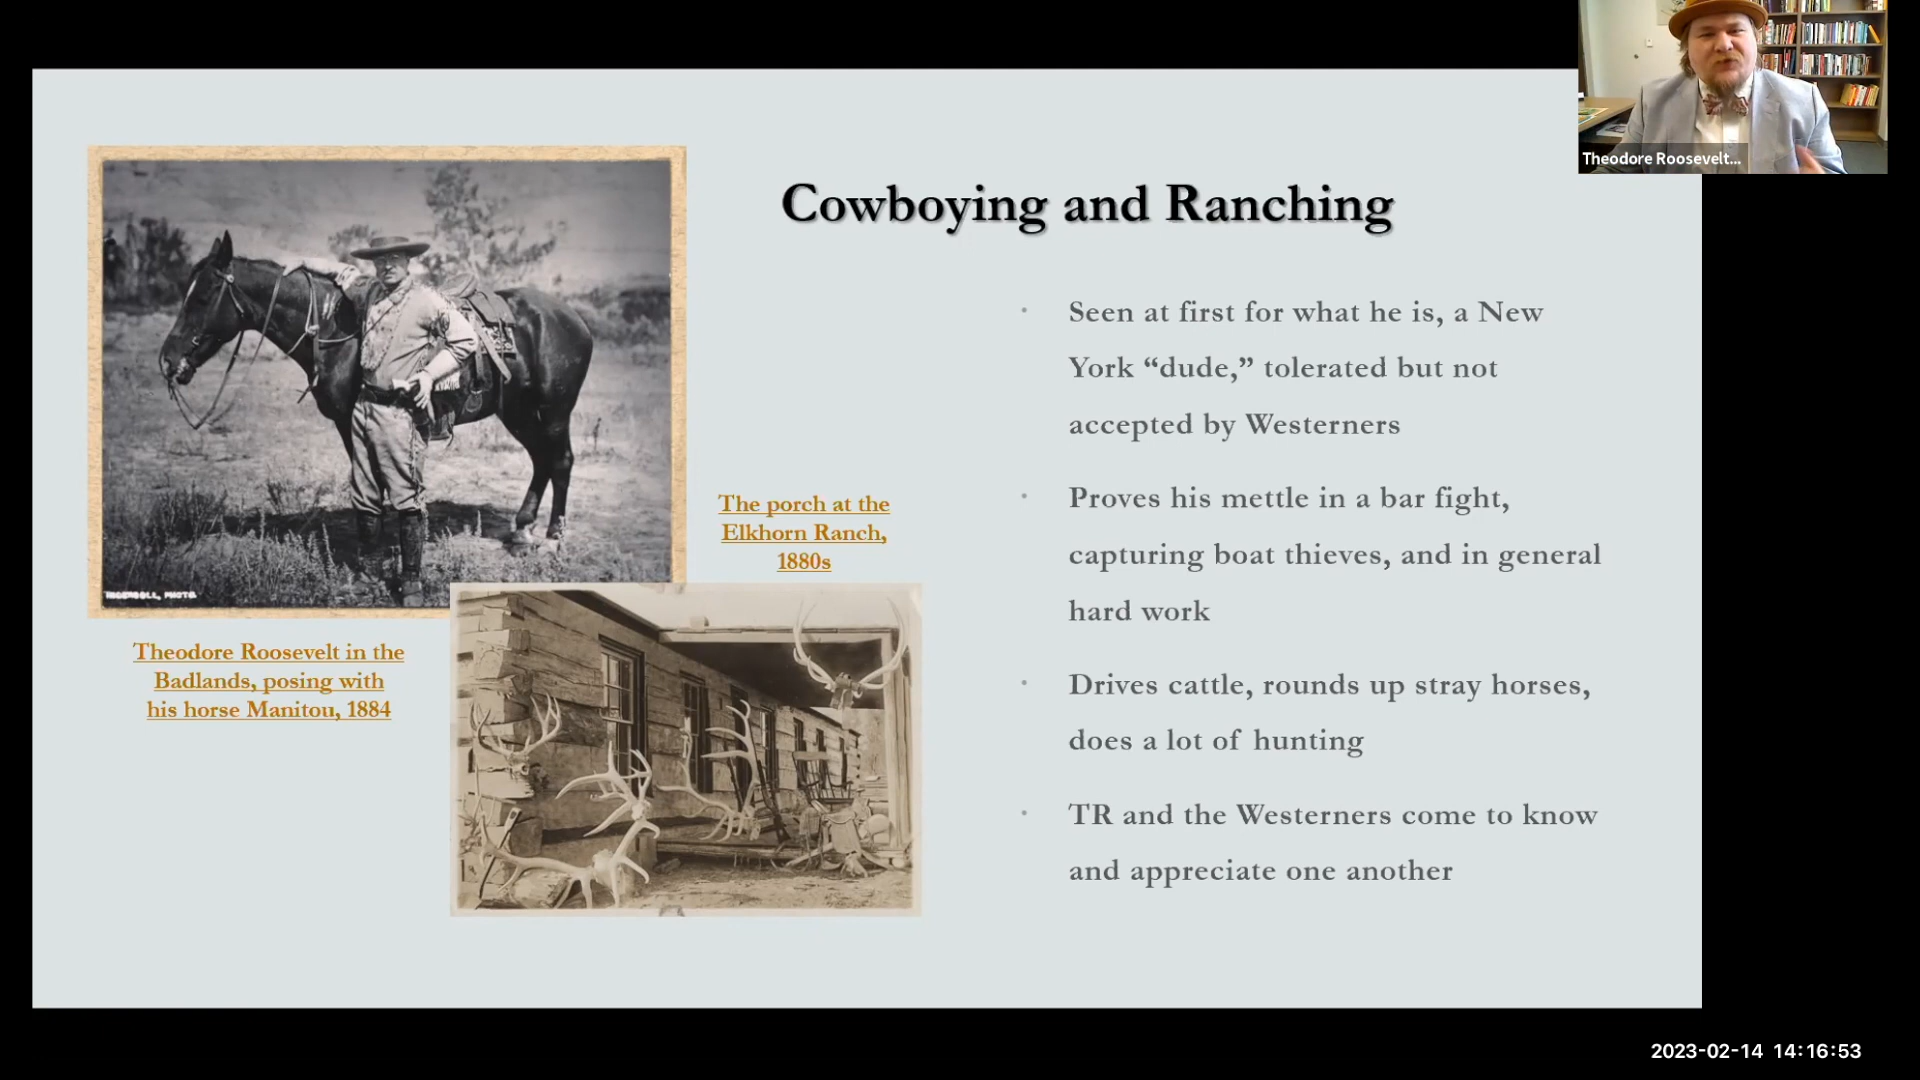 Theodore Roosevelt...
Cowboying and Ranching
Seen at first for what he is, a New
York “dude,” tolerated but not
accepted by Westerners
Proves his mettle in a bar fight,
capturing boat thieves, and in general
hard work
Drives cattle, rounds up stray horses,
does a lot of hunting
TR and the Westerners come to know
and appreciate one another
INGERSOLL, PHOTO.
The porch at the
Elkhorn Ranch,
1880s
Theodore Roosevelt in the
Badlands, posing with
his horse Manitou, 1884
2023-02-14 14:16:53